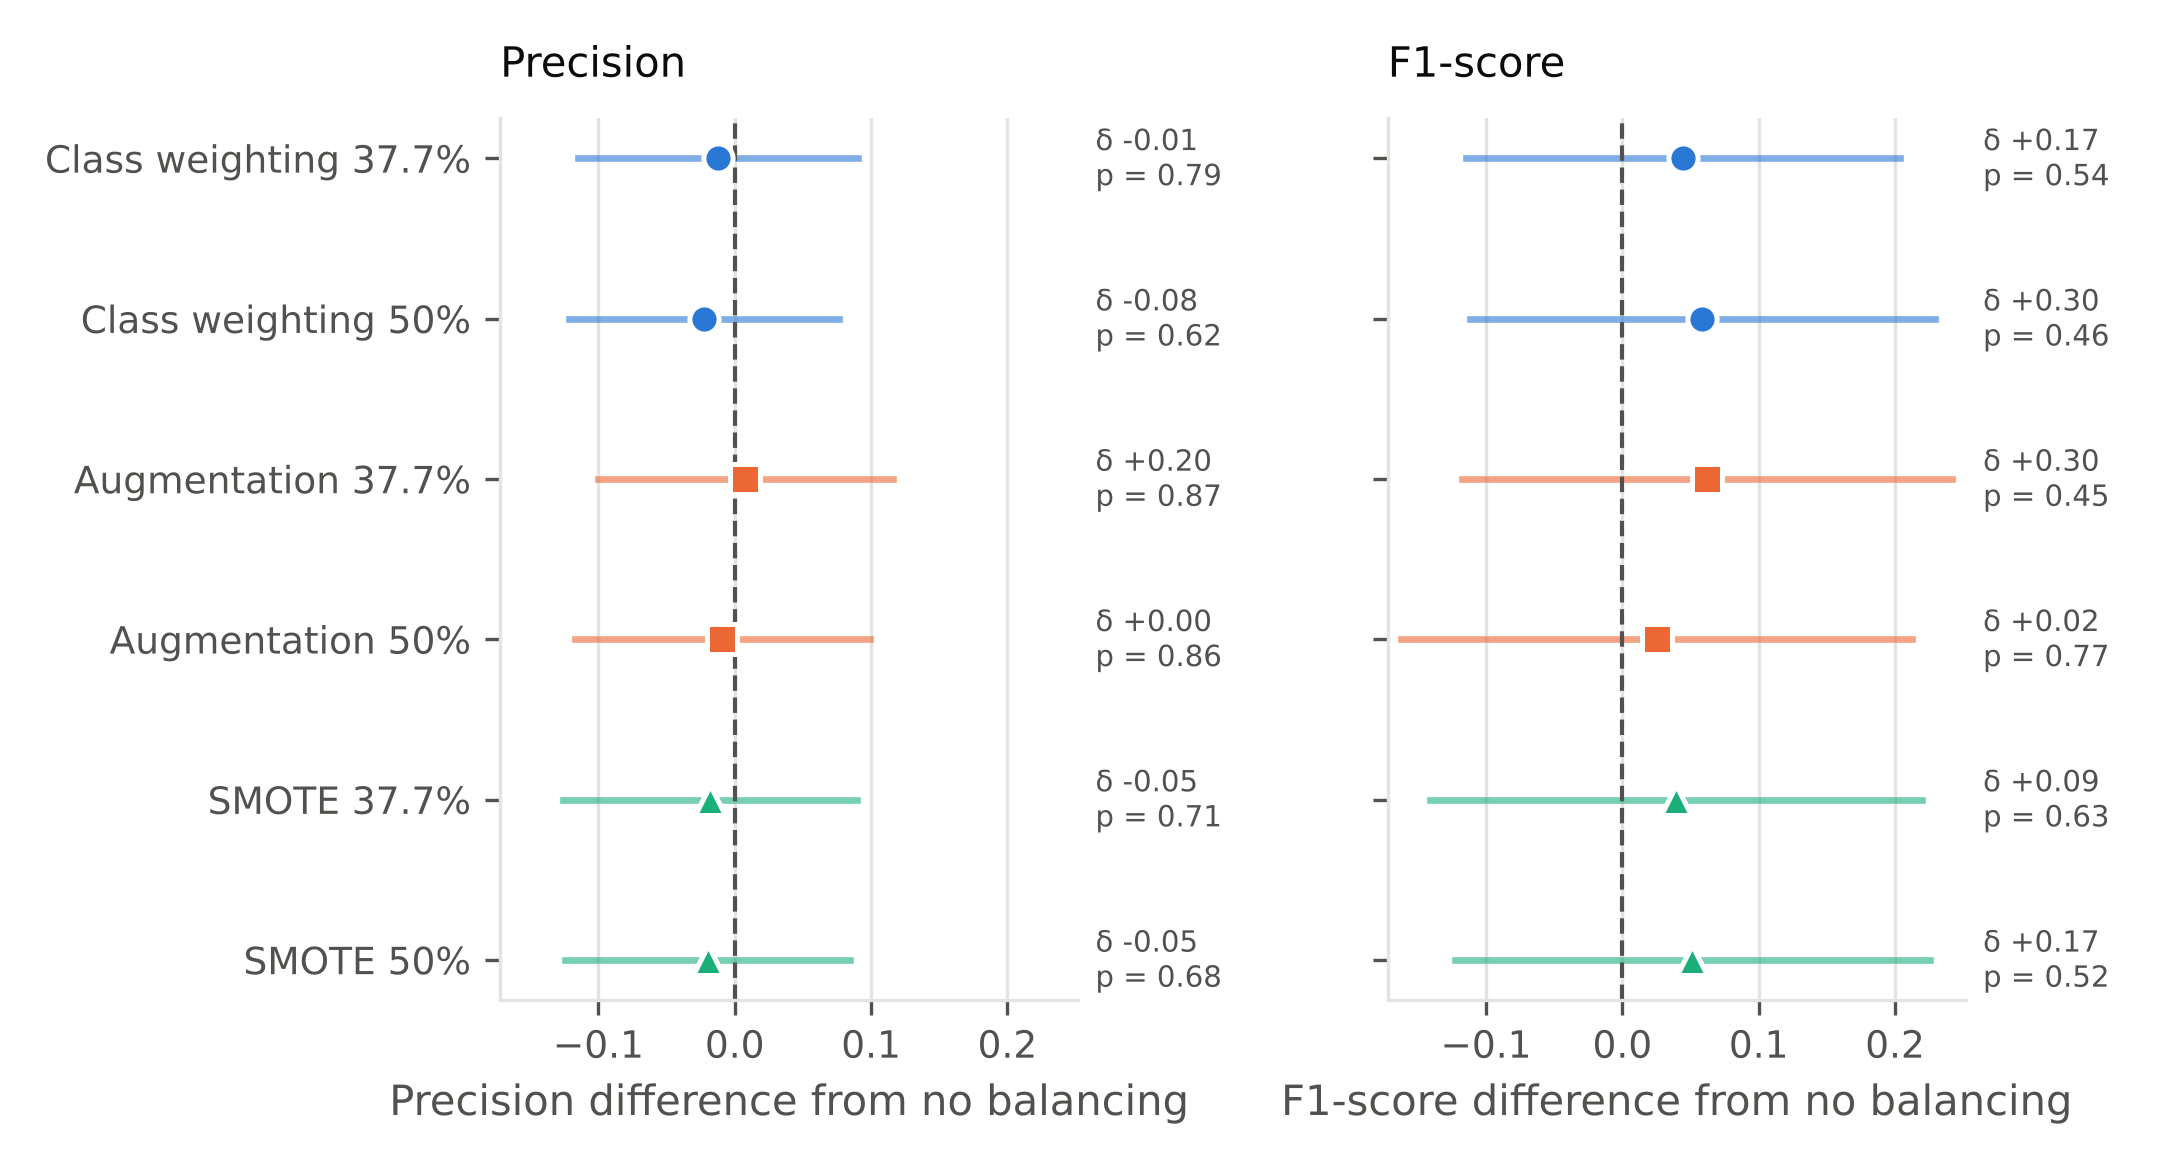 Precision
F1-score
Class weighting 37.7%
δ -0.01
p = 0.79
δ +0.17
p = 0.54
Class weighting 50%
δ -0.08
p = 0.62
δ +0.30
p = 0.46
Augmentation 37.7%
δ +0.20
p = 0.87
δ +0.30
p = 0.45
Augmentation 50%
δ +0.00
p = 0.86
δ +0.02
p = 0.77
SMOTE 37.7%
δ -0.05
p = 0.71
δ +0.09
p = 0.63
SMOTE 50%
δ -0.05
p = 0.68
δ +0.17
p = 0.52
−0.1 0.0 0.1 0.2
−0.1 0.0 0.1 0.2
Precision difference from no balancing
F1-score difference from no balancing